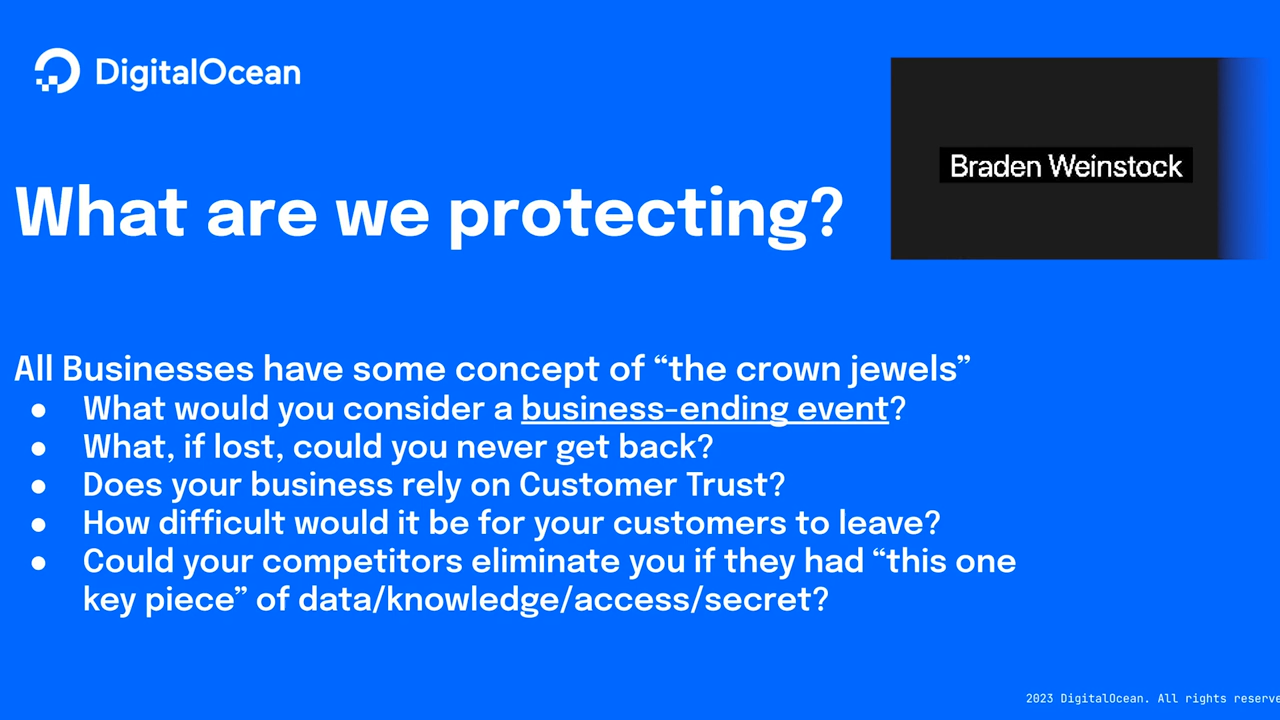 DigitalOcean
Braden Weinstock
What are we protecting?
All Businesses have some concept of “the crown jewels”
● What would you consider a business-ending event?
● What, if lost, could you never get back?
● Does your business rely on Customer Trust?
● How difficult would it be for your customers to leave?
● Could your competitors eliminate you if they had “this one
key piece” of data/knowledge/access/secret?
2023 DigitalOcean. All rights reserve